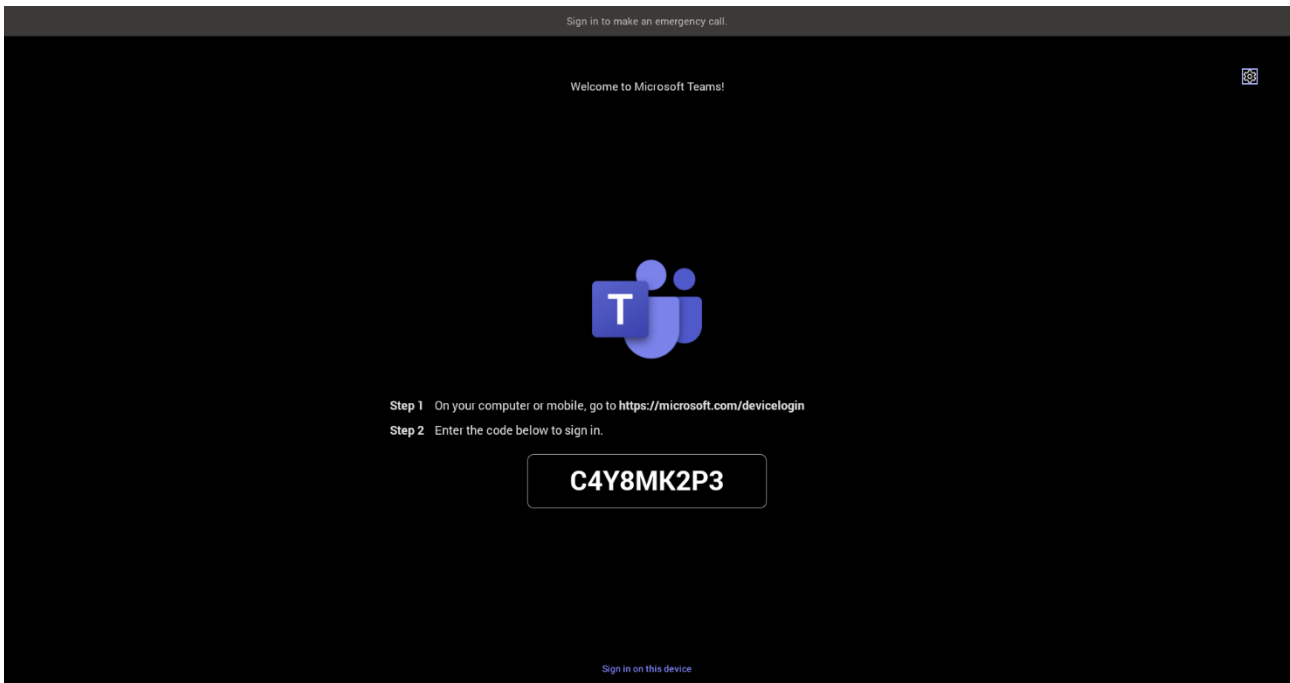 Sign in to make an emergency call.
Welcome to Microsoft Teams!
T
Step 1 On your computer or mobile, go to https://microsoft.com/devicelogin
Step 2 Enter the code below to sign in.
C4Y8MK2P3
Sign in on this device